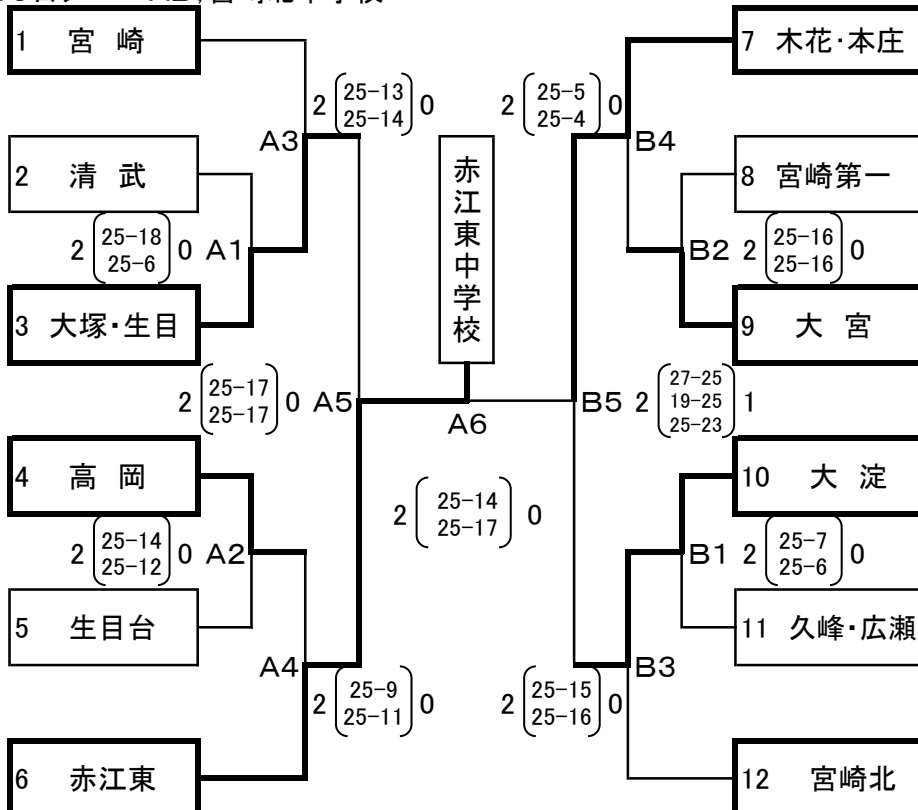 1 宮 崎
7 木花・本庄
2 25-13 0
25-14
2 25-5 0
25-4
A3
B4
赤江東中学校
2 清 武
8 宮崎第一
2 25-18 0 A1
25-6
B2 2 25-16 0
25-16
3 大塚・生目
9 大 宮
2 25-17 0 A5
25-17
A6
B5 2 27-25 1
19-25
25-23
4 高 岡
10 大 淀
2 25-14 0
25-17
2 25-14 0 A2
25-12
B1 2 25-7 0
25-6
5 生目台
11 久峰・広瀬
A4
B3
2 25-9 0
25-11
2 25-15 0
25-16
6 赤江東
12 宮崎北